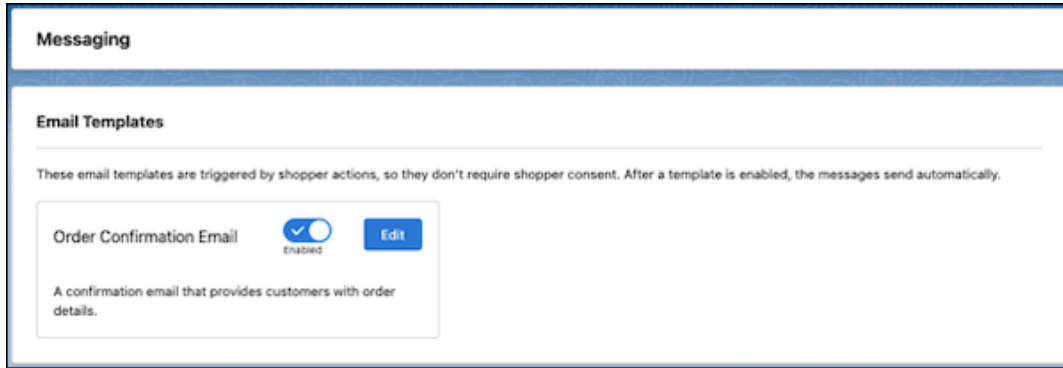 Messaging
Email Templates
These email templates are triggered by shopper actions, so they don't require shopper consent. After a template is enabled, the messages send automatically.
Order Confirmation Email
Enabled
Edit
A confirmation email that provides customers with order
details.